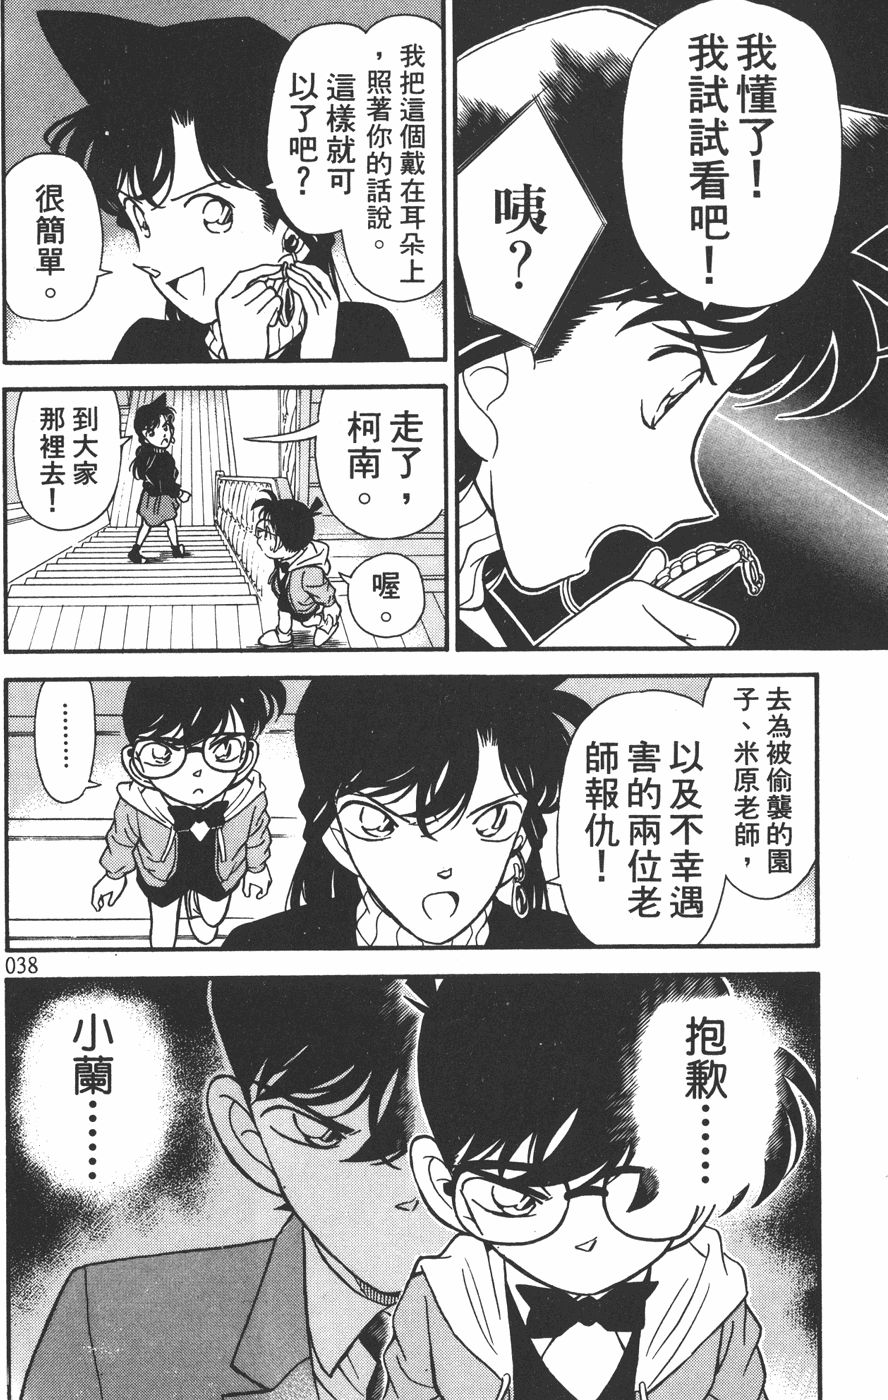 我懂了！
我試試看吧！
咦？
我把這個戴在耳朵上
，照著你的話說。
這樣就可
以了吧？
很簡單。
走了，
柯南。
喔。
到大家
那裡去！
去為被偷襲的園
子、米原老師，
以及不幸遇
害的兩位老
師報仇！
………
038
抱歉……
小蘭……